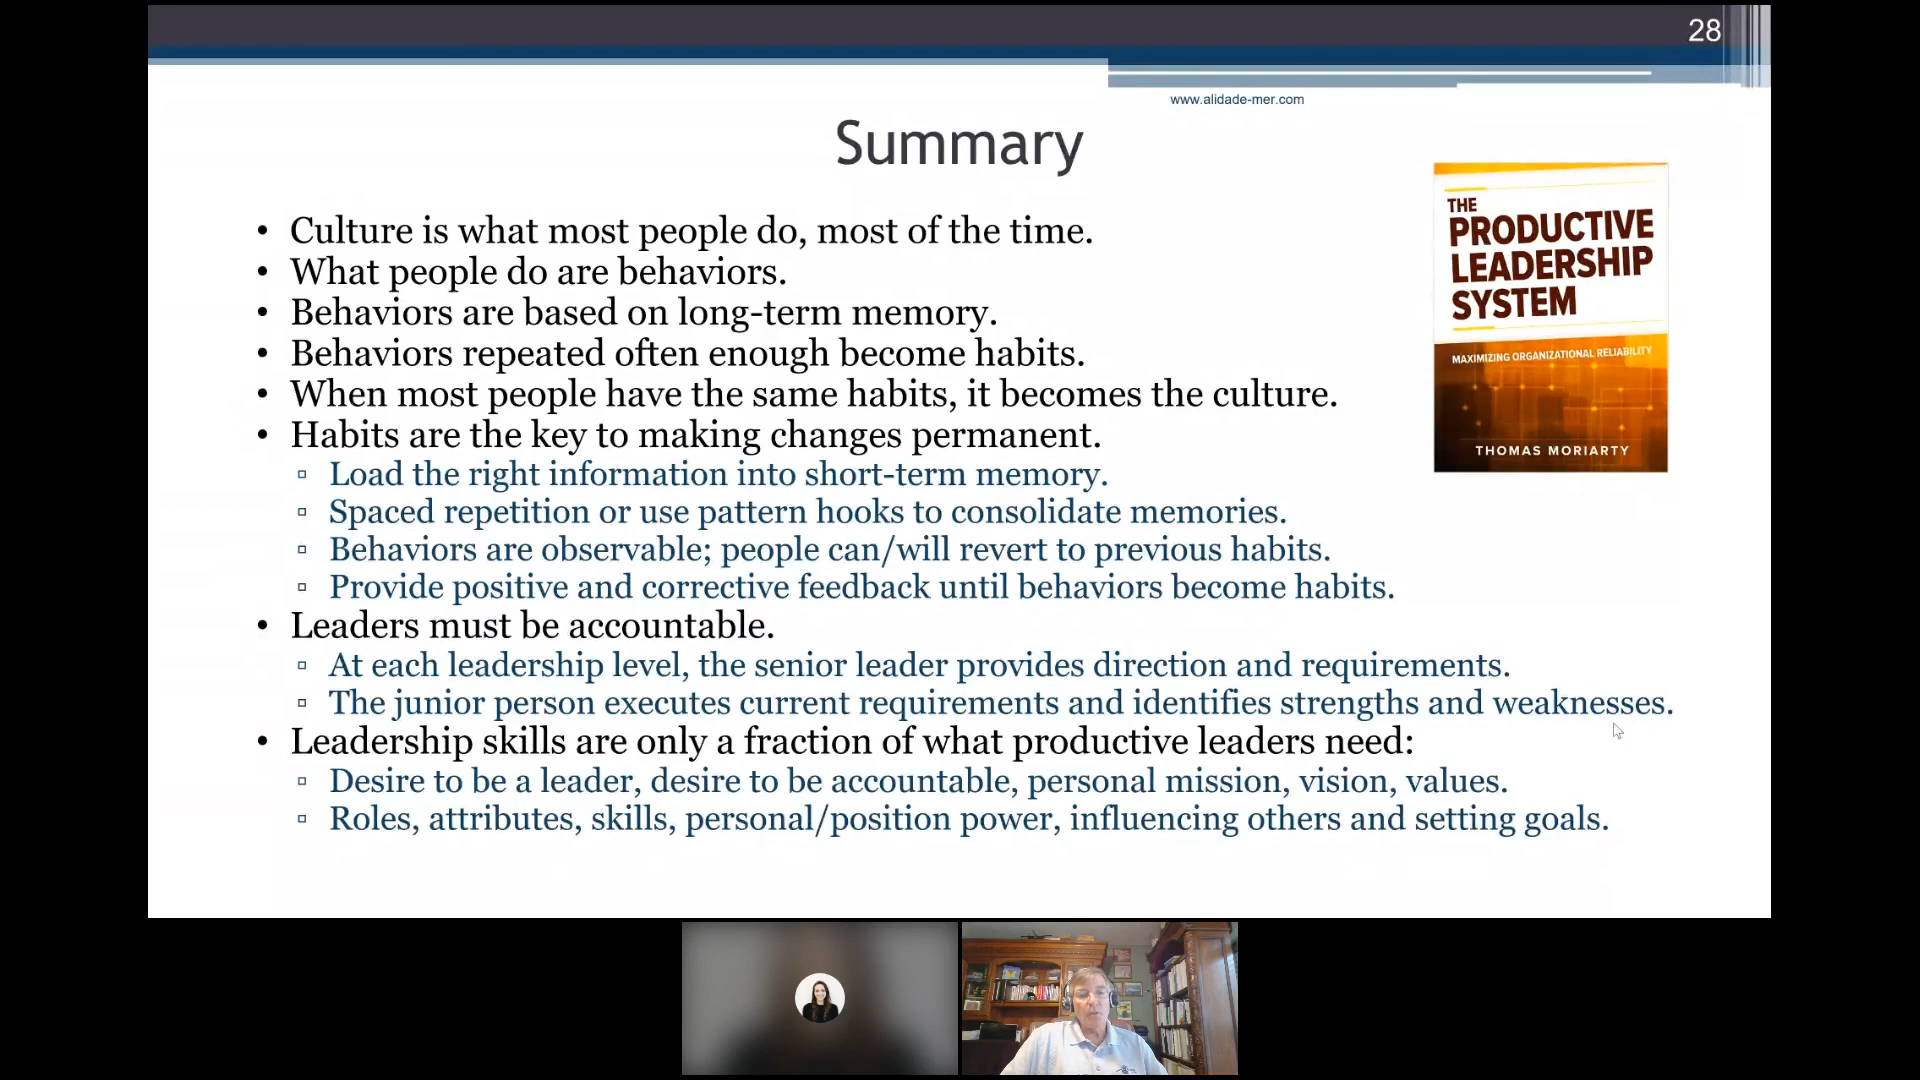 28
www.alidade-mer.com
Summary
• Culture is what most people do, most of the time.
• What people do are behaviors.
• Behaviors are based on long-term memory.
• Behaviors repeated often enough become habits.
• When most people have the same habits, it becomes the culture.
• Habits are the key to making changes permanent.
▫ Load the right information into short-term memory.
▫ Spaced repetition or use pattern hooks to consolidate memories.
▫ Behaviors are observable; people can/will revert to previous habits.
▫ Provide positive and corrective feedback until behaviors become habits.
• Leaders must be accountable.
▫ At each leadership level, the senior leader provides direction and requirements.
▫ The junior person executes current requirements and identifies strengths and weaknesses.
• Leadership skills are only a fraction of what productive leaders need:
▫ Desire to be a leader, desire to be accountable, personal mission, vision, values.
▫ Roles, attributes, skills, personal/position power, influencing others and setting goals.
THE
PRODUCTIVE
LEADERSHIP
SYSTEM
MAXIMIZING ORGANIZATIONAL RELIABILITY
THOMAS MORIARTY